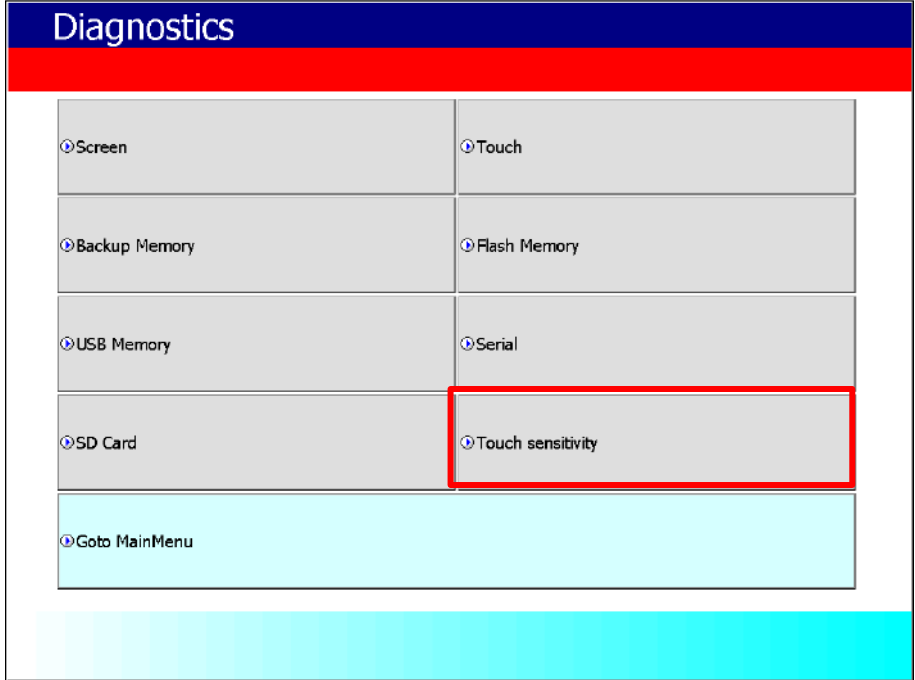 Diagnostics
Screen
Touch
Backup Memory
Flash Memory
USB Memory
Serial
SD Card
Touch sensitivity
Goto MainMenu